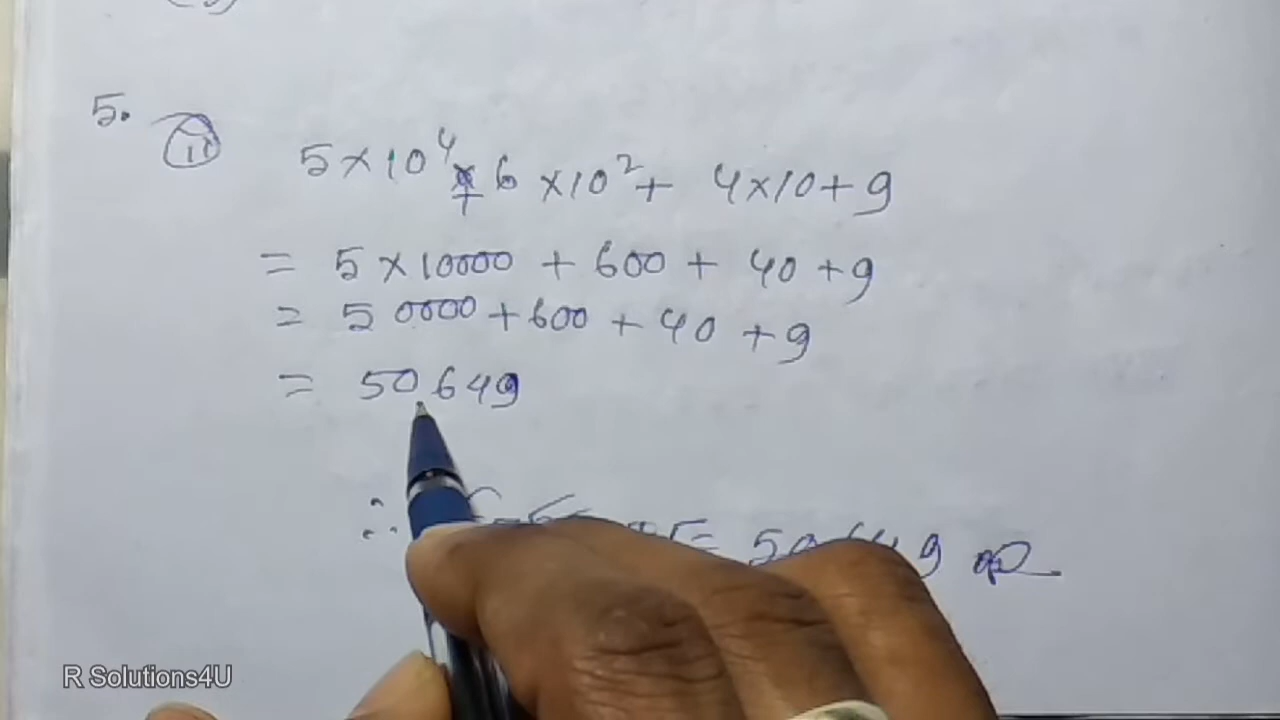 5.
5×10⁴ + 6×10² + 4×10+9
= 5×10000 + 600 + 40 +9
= 50000+600 + 40 +9
= 50649
∴
R Solutions4U